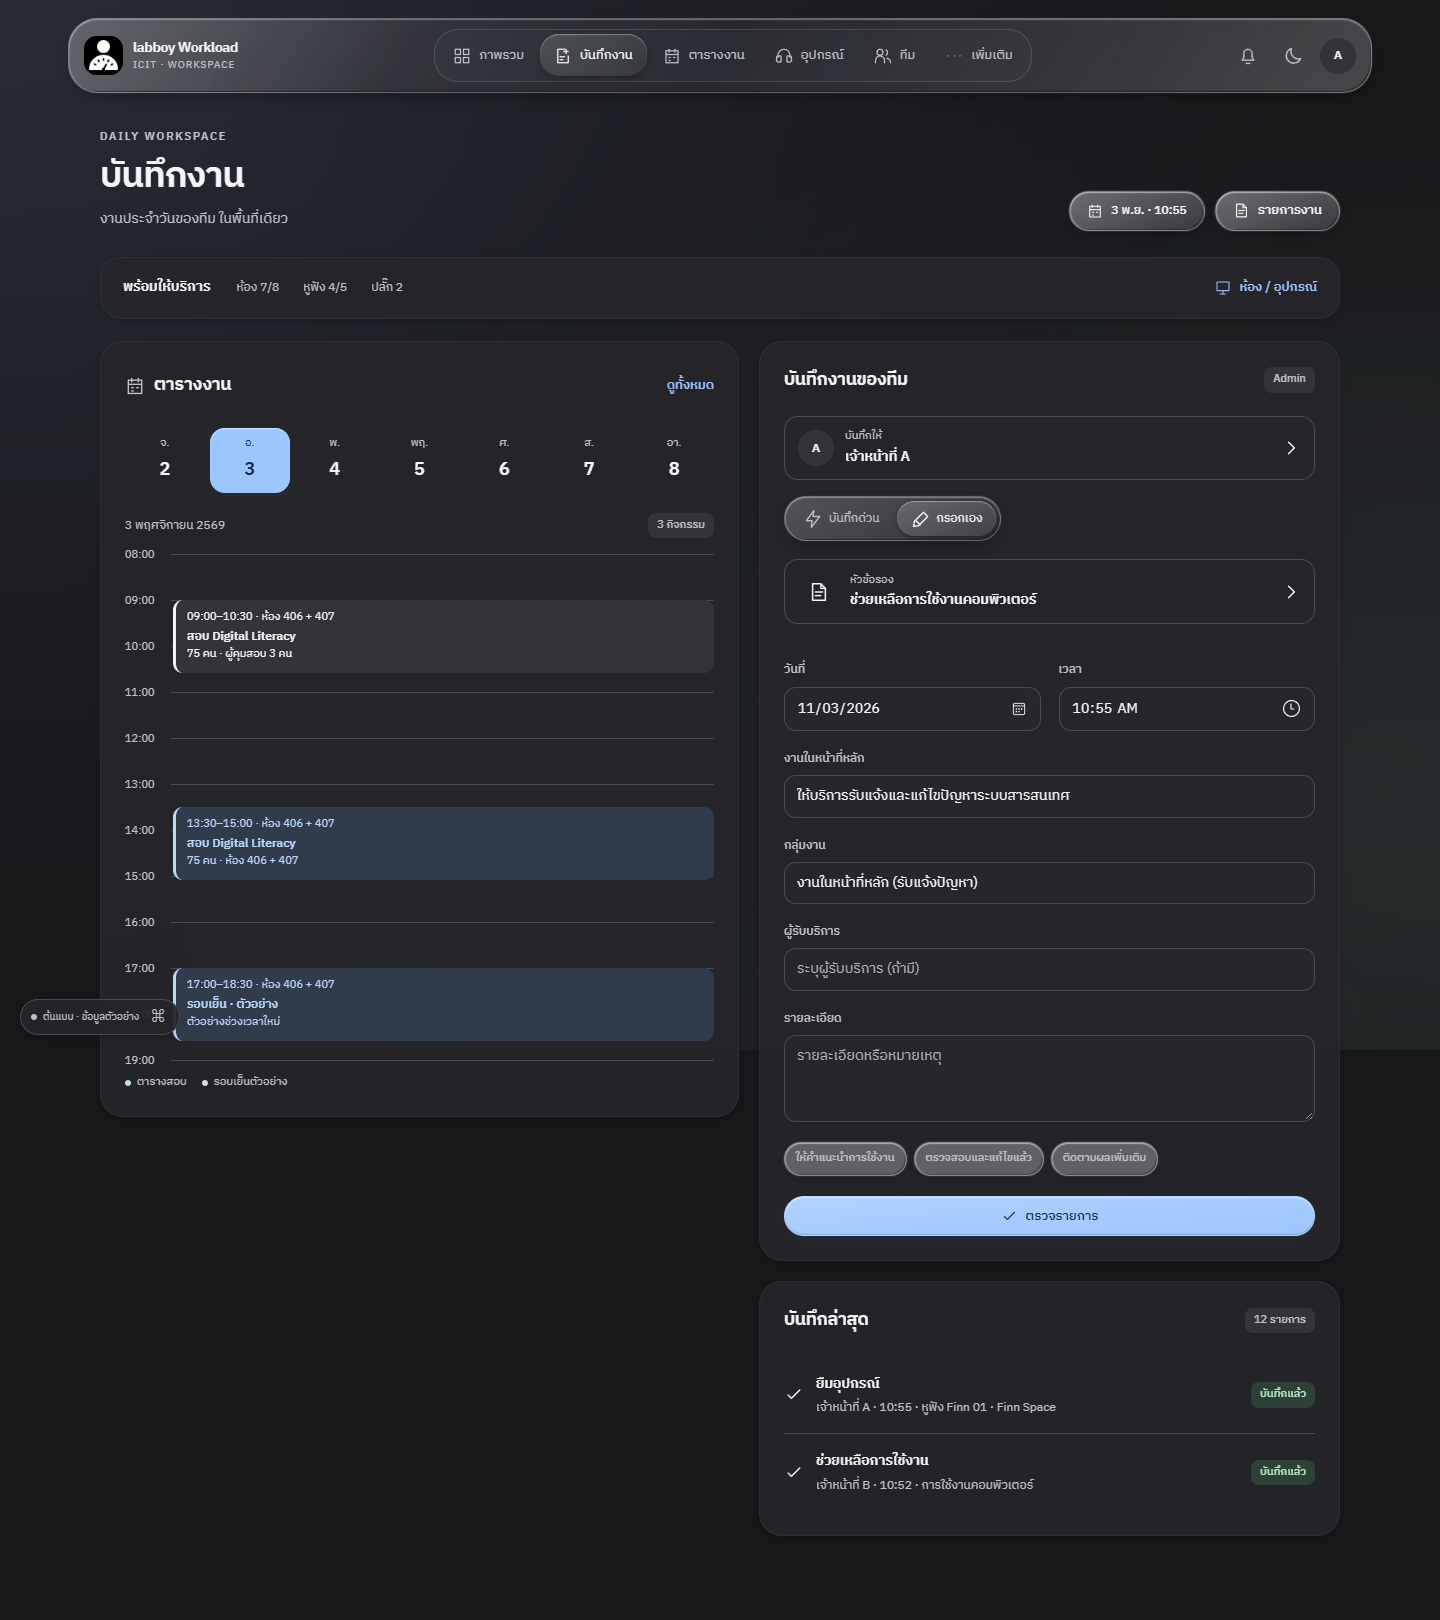 labboy Workload
ICIT · WORKSPACE
ภาพรวม
บันทึกงาน
ตารางงาน
อุปกรณ์
ทีม
··· เพิ่มเติม
A
DAILY WORKSPACE
บันทึกงาน
งานประจำวันของทีม ในพื้นที่เดียว
3 พ.ย. · 10:55
รายการงาน
พร้อมให้บริการ
ห้อง 7/8
หูฟัง 4/5
ปลั๊ก 2
ห้อง / อุปกรณ์
ตารางงาน
ดูทั้งหมด
จ.
2
อ.
3
พ.
4
พฤ.
5
ศ.
6
ส.
7
อา.
8
3 พฤศจิกายน 2569
3 กิจกรรม
08:00
09:00
09:00–10:30 · ห้อง 406 + 407
สอบ Digital Literacy
75 คน · ผู้คุมสอบ 3 คน
10:00
11:00
12:00
13:00
13:30–15:00 · ห้อง 406 + 407
สอบ Digital Literacy
75 คน · ห้อง 406 + 407
14:00
15:00
16:00
17:00
17:00–18:30 · ห้อง 406 + 407
รอบเย็น · ตัวอย่าง
ตัวอย่างช่วงเวลาใหม่
ต้นแบบ · ข้อมูลตัวอย่าง ⌘
19:00
ตารางสอบ
รอบเย็นตัวอย่าง
บันทึกงานของทีม
Admin
A
บันทึกให้
เจ้าหน้าที่ A
บันทึกด่วน
กรอกเอง
หัวข้อรอง
ช่วยเหลือการใช้งานคอมพิวเตอร์
วันที่
เวลา
11/03/2026
10:55 AM
งานในหน้าที่หลัก
ให้บริการรับแจ้งและแก้ไขปัญหาระบบสารสนเทศ
กลุ่มงาน
งานในหน้าที่หลัก (รับแจ้งปัญหา)
ผู้รับบริการ
ระบุผู้รับบริการ (ถ้ามี)
รายละเอียด
รายละเอียดหรือหมายเหตุ
ให้คำแนะนำการใช้งาน
ตรวจสอบและแก้ไขแล้ว
ติดตามผลเพิ่มเติม
ตรวจรายการ
บันทึกล่าสุด
12 รายการ
ยืมอุปกรณ์
เจ้าหน้าที่ A · 10:55 · หูฟัง Finn 01 · Finn Space
บันทึกแล้ว
ช่วยเหลือการใช้งาน
เจ้าหน้าที่ B · 10:52 · การใช้งานคอมพิวเตอร์
บันทึกแล้ว